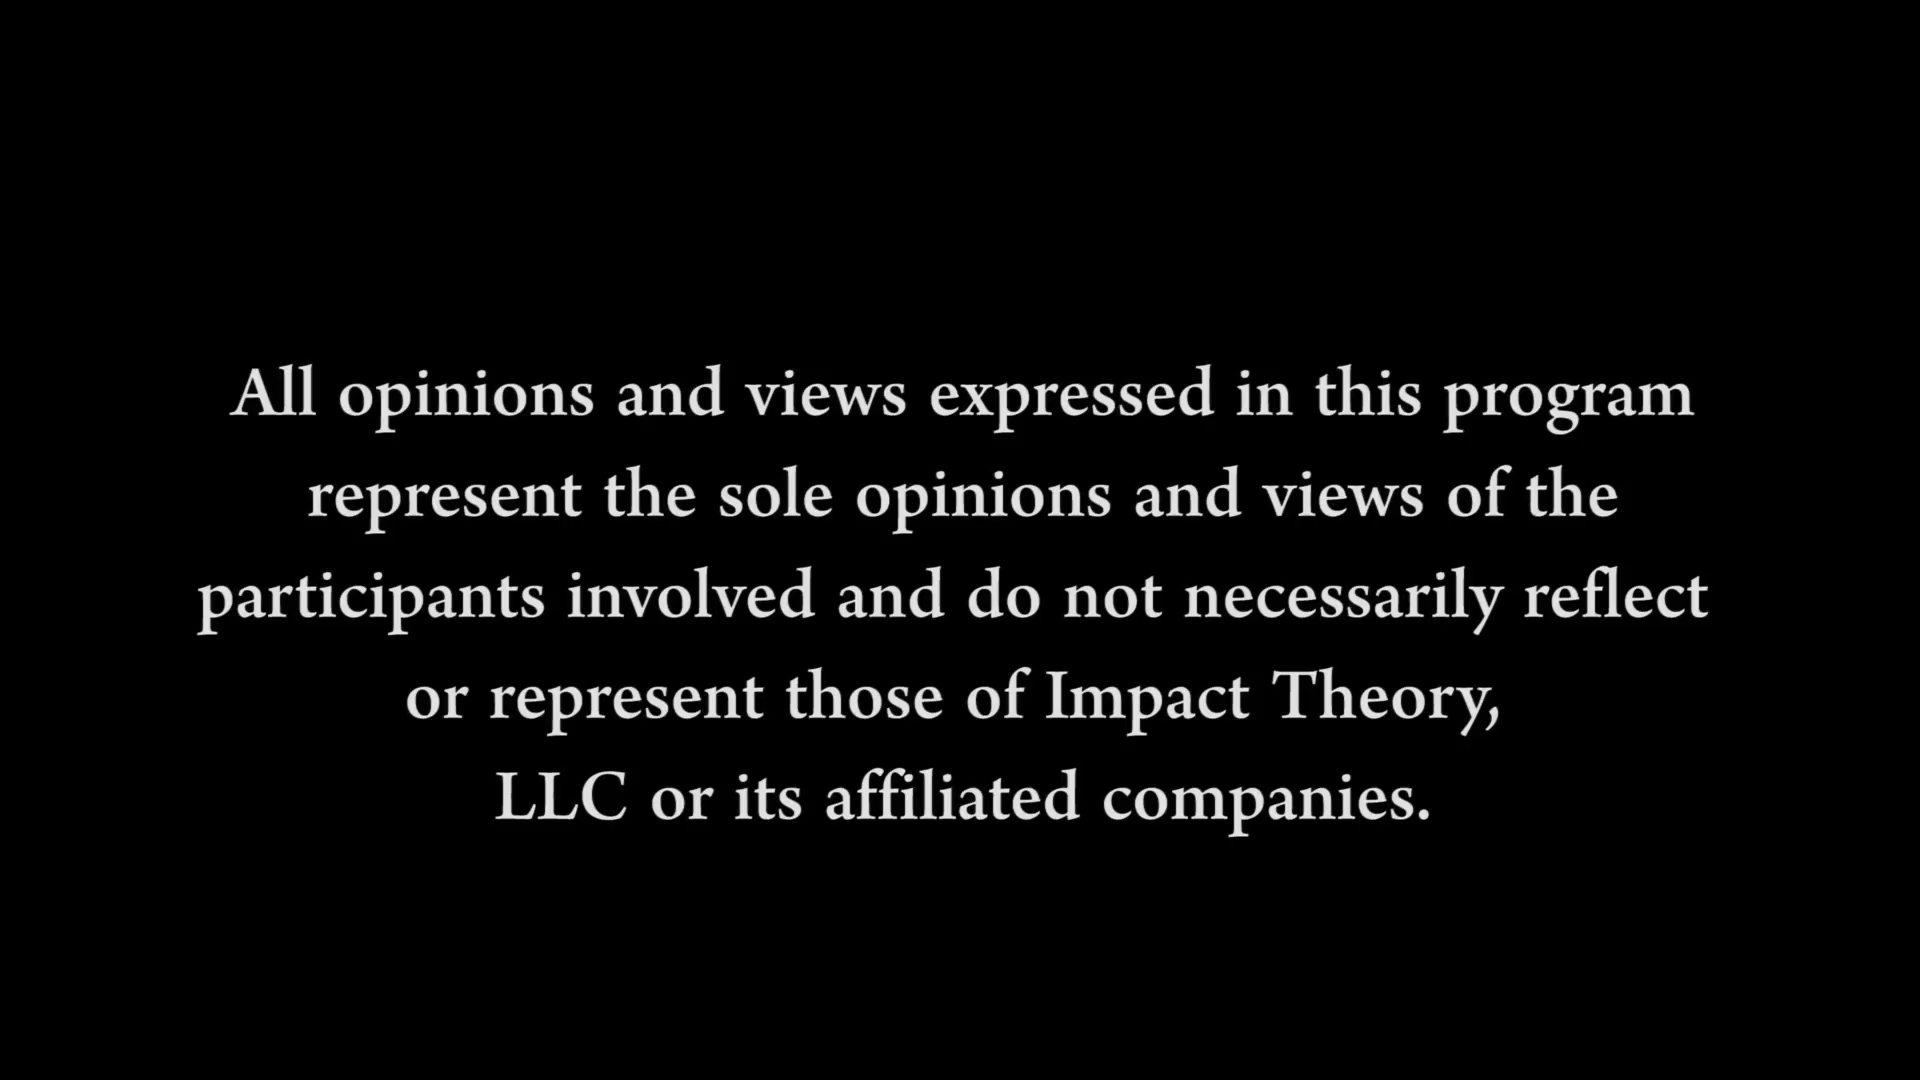 All opinions and views expressed in this program
represent the sole opinions and views of the
participants involved and do not necessarily reflect
or represent those of Impact Theory,
LLC or its affiliated companies.